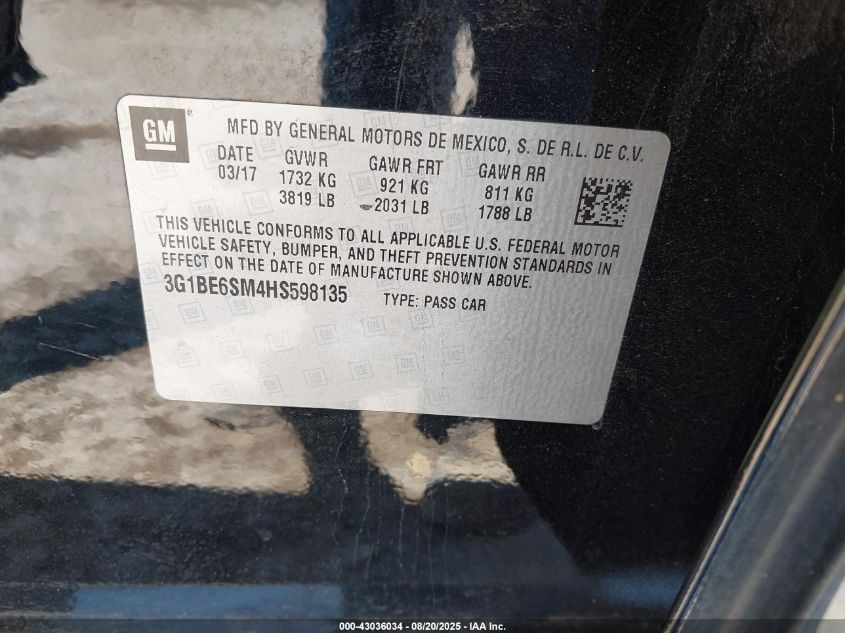 GM ®
MFD BY GENERAL MOTORS DE MEXICO, S. DE R.L. DE C.V.
DATE GVWR GAWR FRT GAWR RR
03/17 1732 KG 921 KG 811 KG
3819 LB 2031 LB 1788 LB
THIS VEHICLE CONFORMS TO ALL APPLICABLE U.S. FEDERAL MOTOR
VEHICLE SAFETY, BUMPER, AND THEFT PREVENTION STANDARDS IN
EFFECT ON THE DATE OF MANUFACTURE SHOWN ABOVE.
3G1BE6SM4HS598135 TYPE: PASS CAR
000-43036034 - 08/20/2025 - IAA Inc.